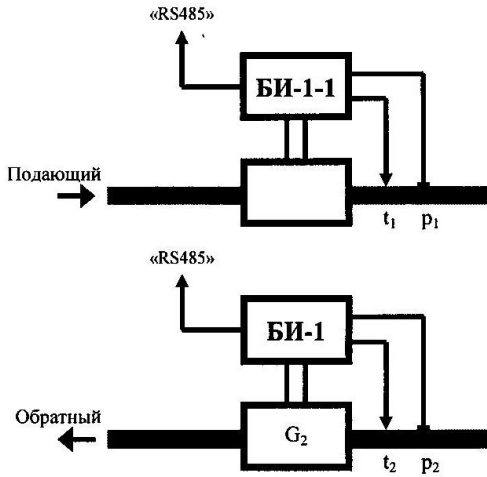 «RS485»
БИ-1-1
Подающий
t₁ p₁
«RS485»
БИ-1
Обратный
G₂
t₂ p₂